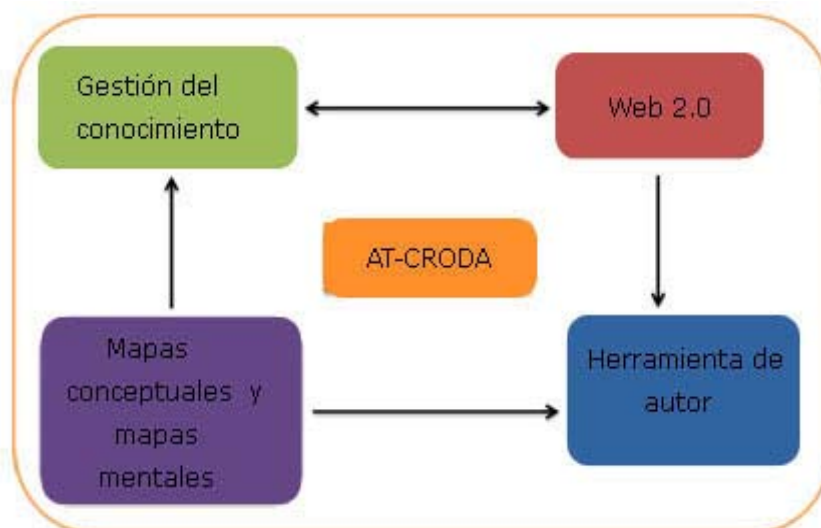 Gestión del
conocimiento
Web 2.0
AT-CRODA
Mapas
conceptuales y
mapas
mentales
Herramienta de
autor